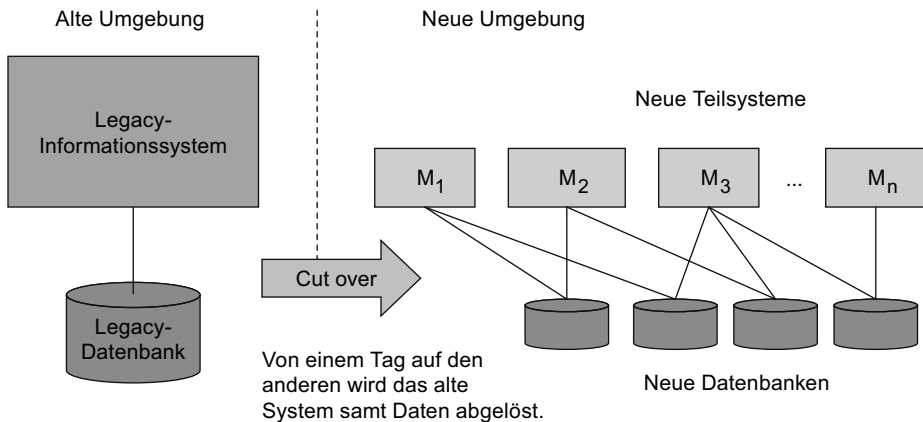 Alte Umgebung
Neue Umgebung
Legacy-
Informationssystem
Neue Teilsysteme
M1
M2
M3
...
Mn
Cut over
Legacy-
Datenbank
Von einem Tag auf den
anderen wird das alte
System samt Daten abgelöst.
Neue Datenbanken